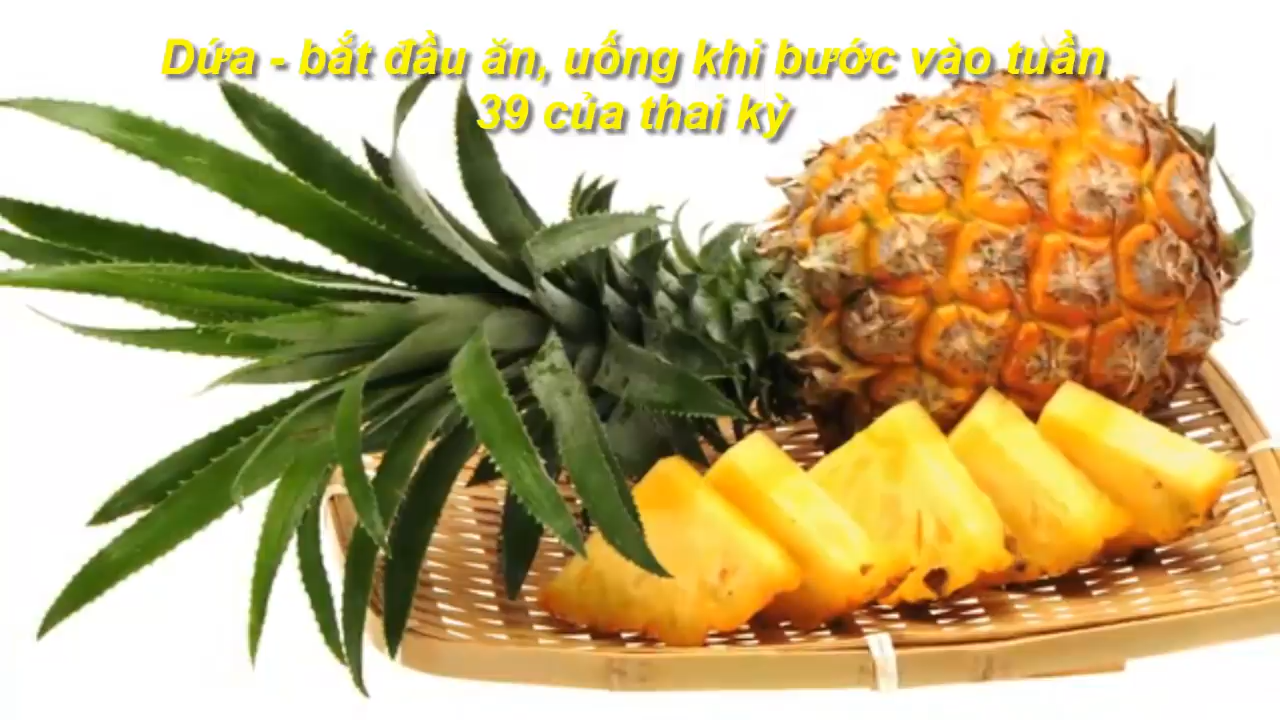 Dứa - bắt đầu ăn, uống khi bước vào tuần
39 của thai kỳ